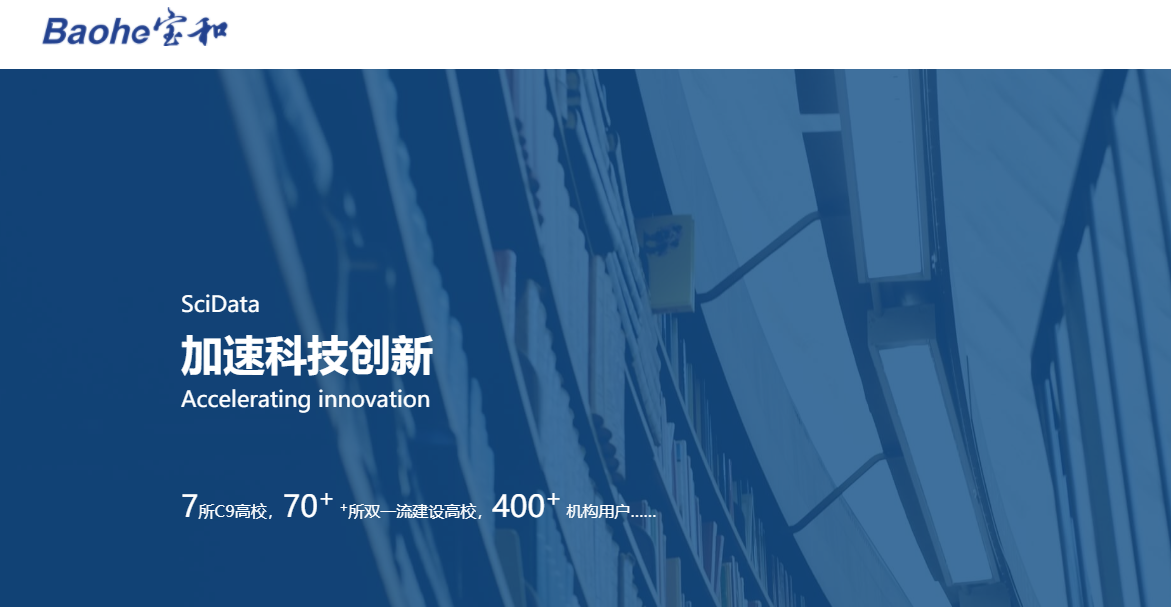 Baohe宝和
SciData
加速科技创新
Accelerating innovation
7所C9高校，70+ +所双一流建设高校，400+ 机构用户......